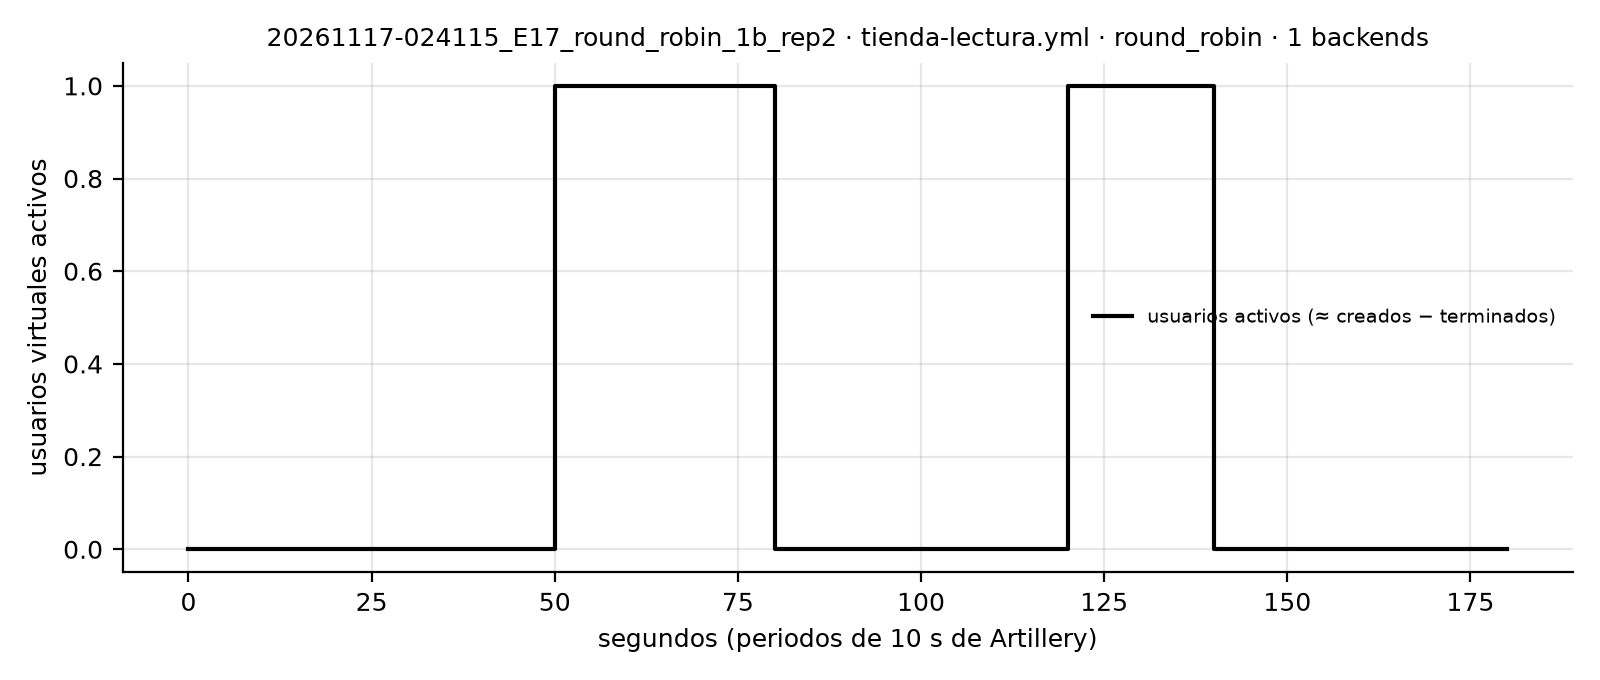 20261117-024115_E17_round_robin_1b_rep2 · tienda-lectura.yml · round_robin · 1 backends
usuarios virtuales activos
1.0
0.8
0.6
0.4
0.2
0.0
usuarios activos (≈ creados − terminados)
0 25 50 75 100 125 150 175
segundos (periodos de 10 s de Artillery)